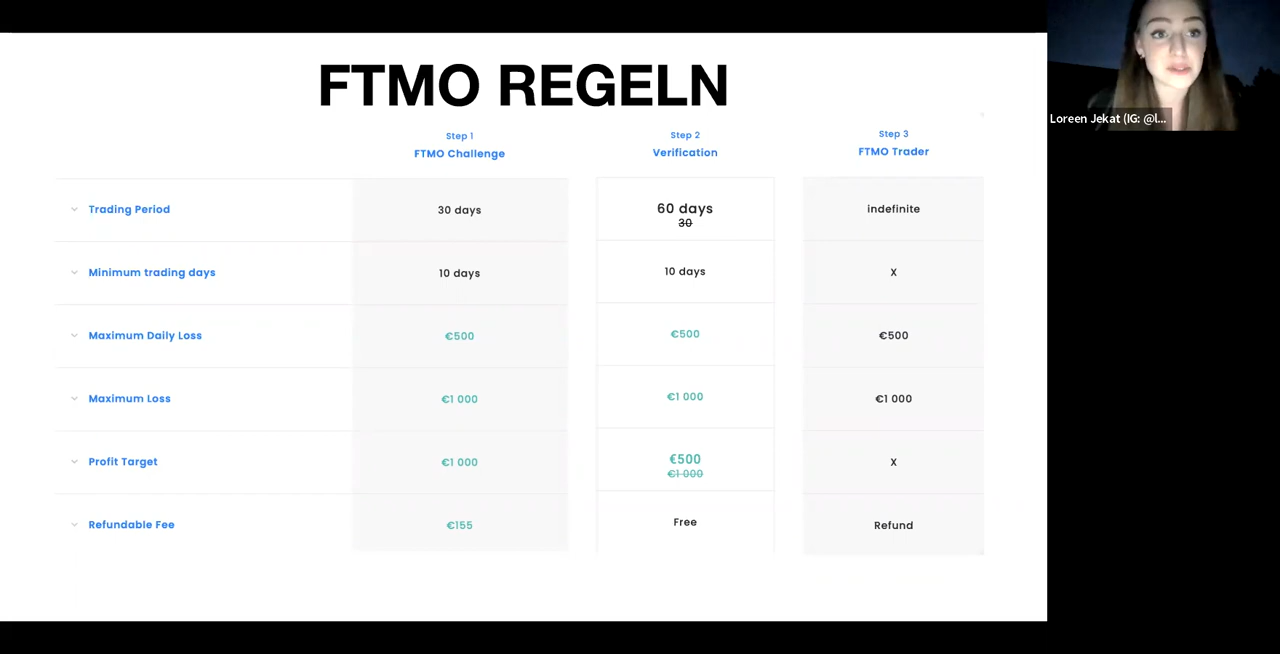 FTMO REGELN
Loreen Jekat (IG: @l...
Step 1
FTMO Challenge
Step 2
Verification
Step 3
FTMO Trader
Trading Period
30 days
60 days
30
indefinite
Minimum trading days
10 days
10 days
X
Maximum Daily Loss
€500
€500
€500
Maximum Loss
€1 000
€1 000
€1 000
Profit Target
€1 000
€500
€1 000
X
Refundable Fee
€155
Free
Refund